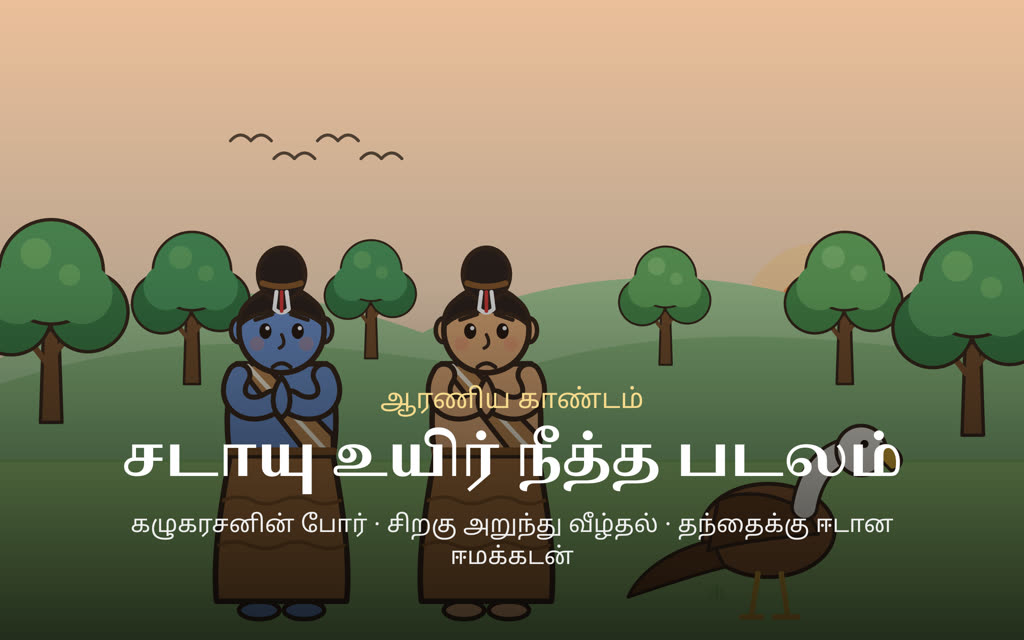 ஆரணிய காண்டம்
சடாயு உயிர் நீத்த படலம்
கழுகரசனின் போர் · சிறகு அறுந்து வீழ்தல் · தந்தைக்கு ஈடான
ஈமக்கடன்